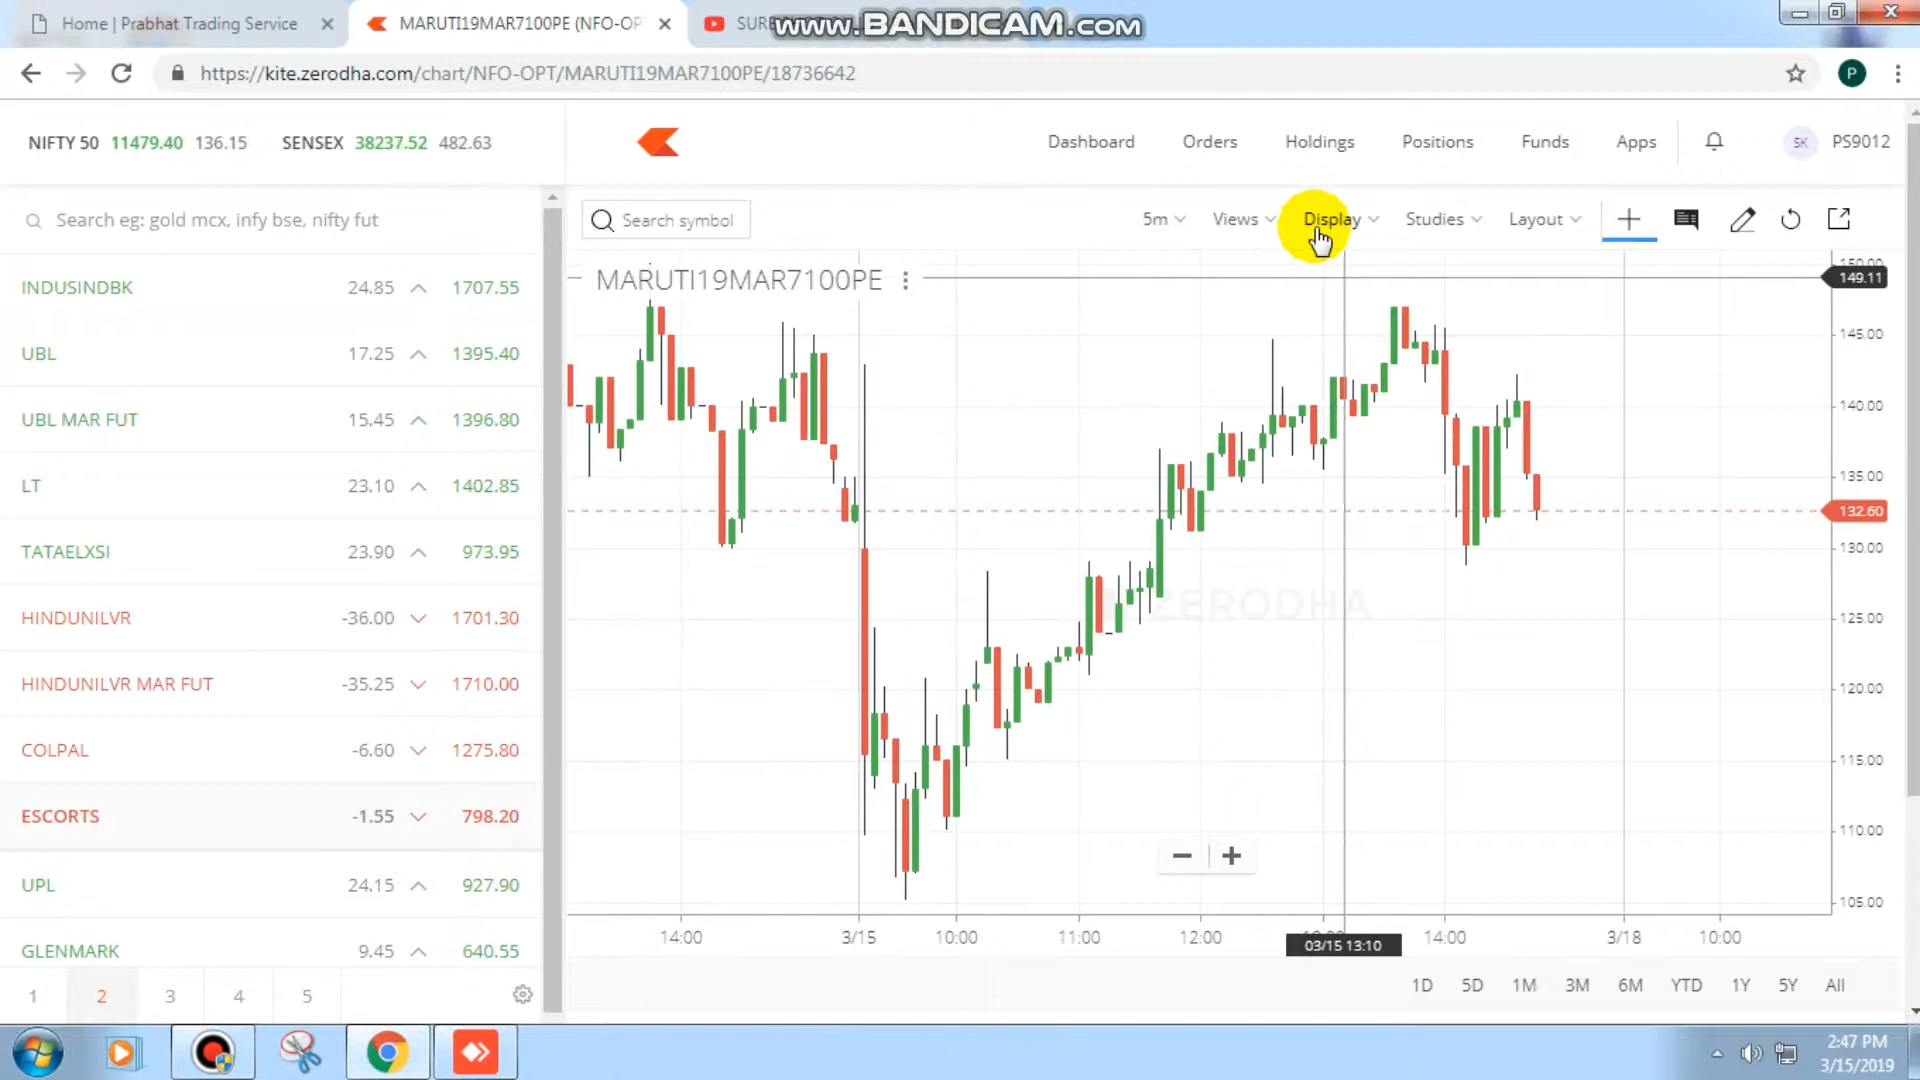 Home | Prabhat Trading Service
MARUTI19MAR7100PE (NFO-OP
www.BANDICAM.com
https://kite.zerodha.com/chart/NFO-OPT/MARUTI19MAR7100PE/18736642
P
NIFTY 50 11479.40 136.15 SENSEX 38237.52 482.63
Dashboard Orders Holdings Positions Funds Apps SK PS9012
Search eg: gold mcx, infy bse, nifty fut
Search symbol 5m Views Display Studies Layout
MARUTI19MAR7100PE
INDUSINDBK 24.85 1707.55
UBL 17.25 1395.40
UBL MAR FUT 15.45 1396.80
LT 23.10 1402.85
TATAELXSI 23.90 973.95
HINDUNILVR -36.00 1701.30
HINDUNILVR MAR FUT -35.25 1710.00
COLPAL -6.60 1275.80
ESCORTS -1.55 798.20
UPL 24.15 927.90
GLENMARK 9.45 640.55
1 2 3 4 5
ZERODHA
150.00
149.11
145.00
140.00
135.00
132.60
130.00
125.00
120.00
115.00
110.00
105.00
14:00 3/15 10:00 11:00 12:00 14:00 3/18 10:00
03/15 13:10
1D 5D 1M 3M 6M YTD 1Y 5Y All
2:47 PM
3/15/2019